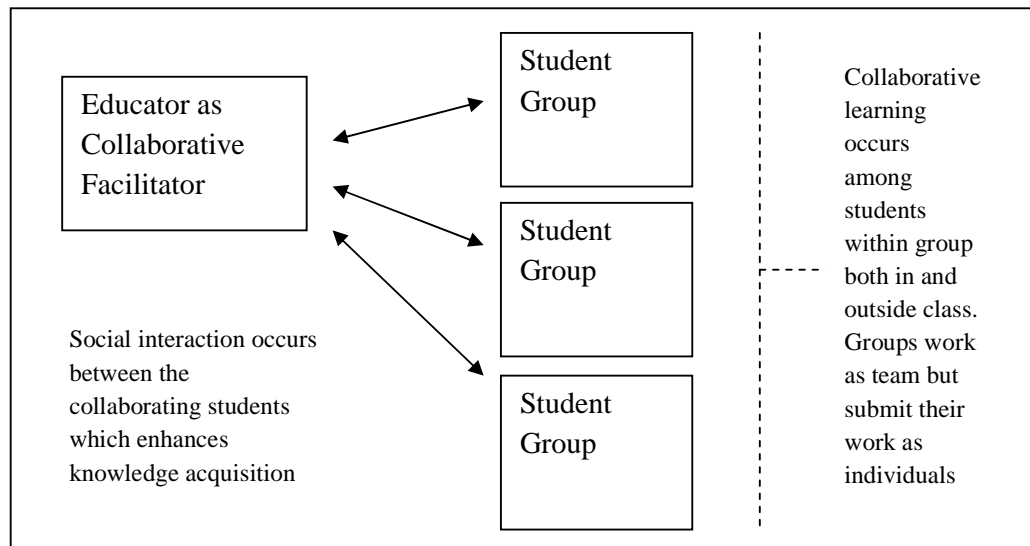 Educator as
Collaborative
Facilitator
Social interaction occurs
between the
collaborating students
which enhances
knowledge acquisition
Student
Group
Student
Group
Student
Group
Collaborative
learning
occurs
among
students
within group
both in and
outside class.
Groups work
as team but
submit their
work as
individuals